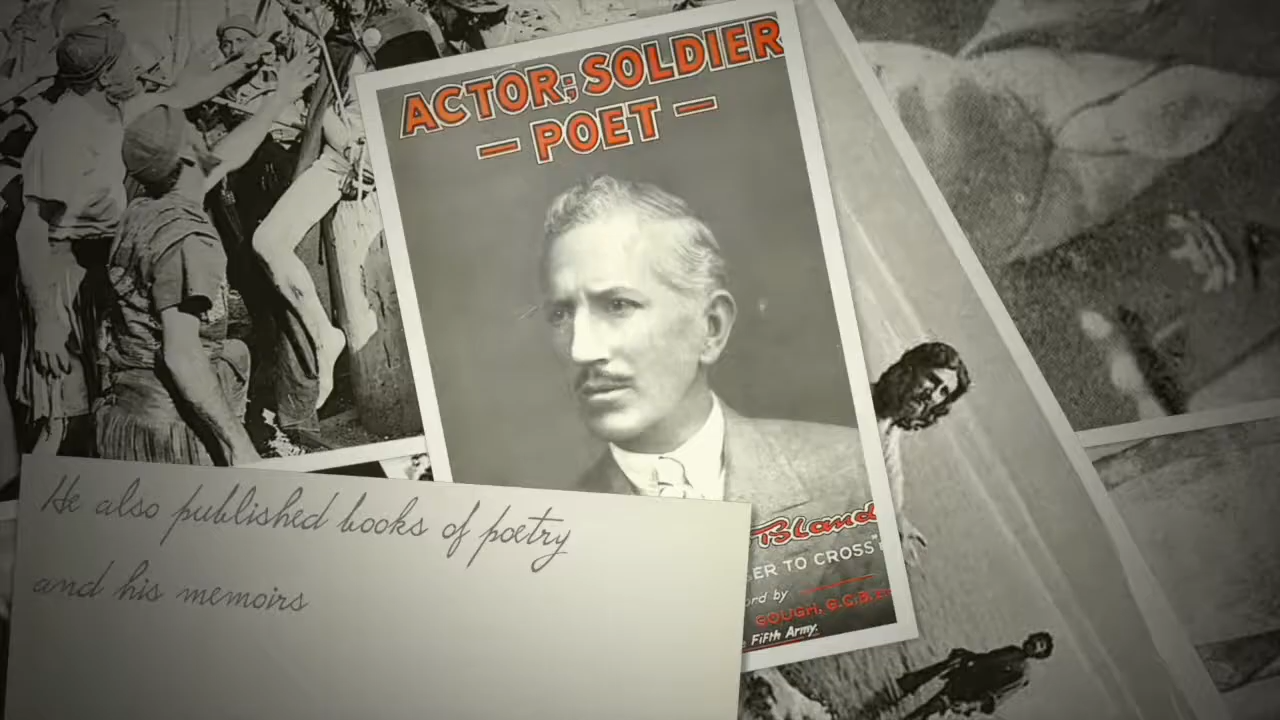 ACTOR; SOLDIER
— POET —
Bland
ER TO CROSS"
ord by
GOUGH, G.C.B.
Fifth Army.
He also published books of poetry
and his memoirs